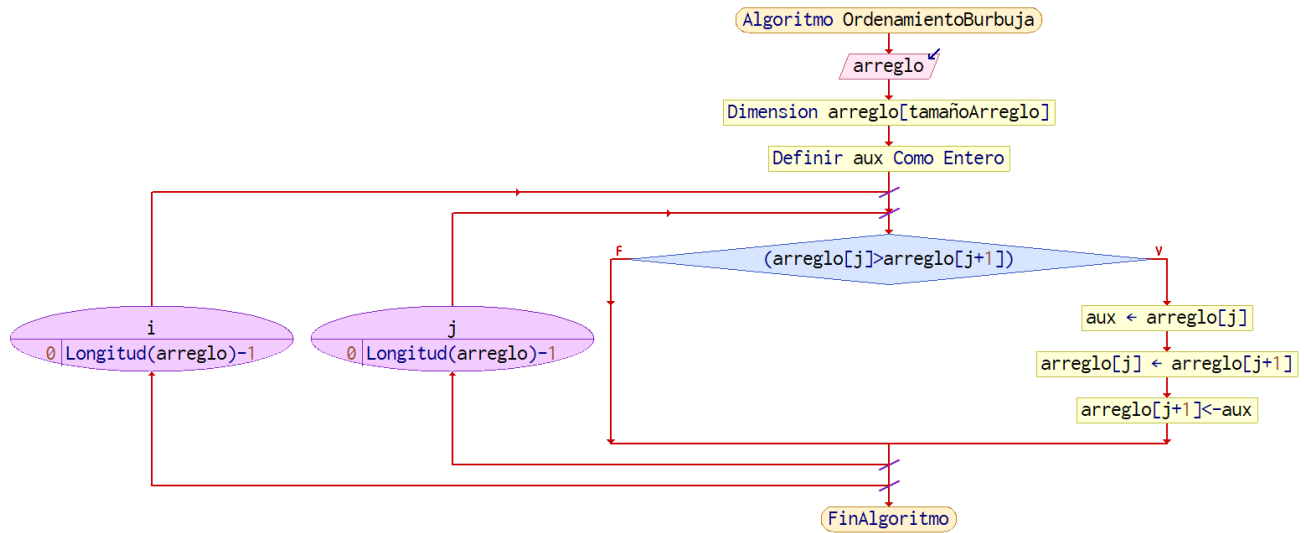 Algoritmo OrdenamientoBurbuja
arreglo
Dimension arreglo[tamañoArreglo]
Definir aux Como Entero
F
(arreglo[j]>arreglo[j+1])
V
i
0 Longitud(arreglo)-1
j
0 Longitud(arreglo)-1
aux ← arreglo[j]
arreglo[j] ← arreglo[j+1]
arreglo[j+1]<-aux
FinAlgoritmo